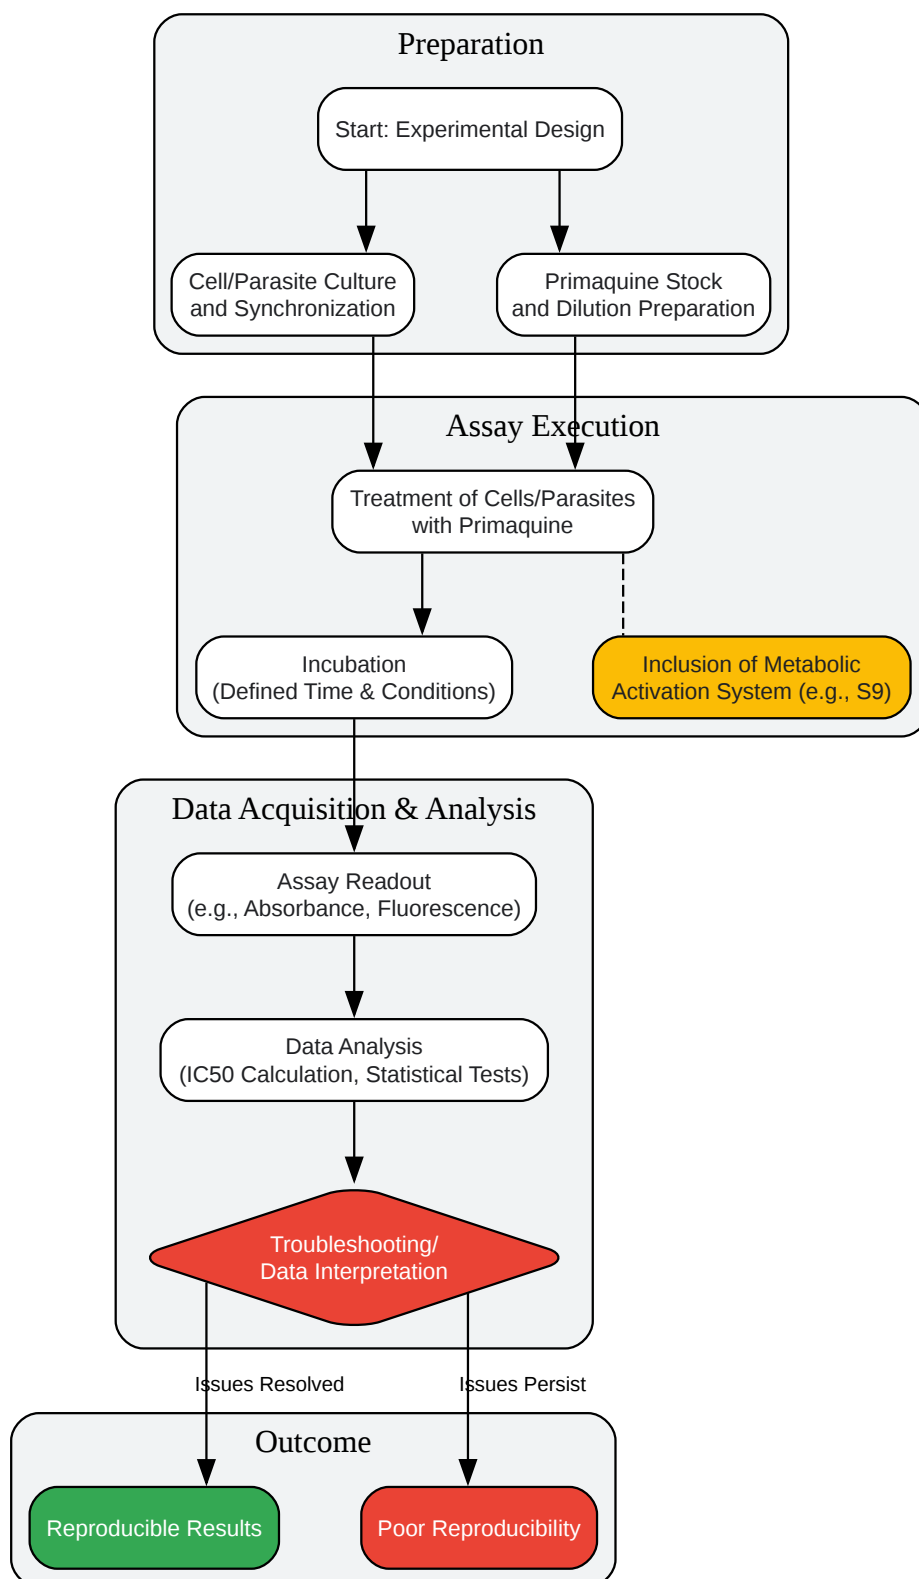 Preparation
Start: Experimental Design
Cell/Parasite Culture
and Synchronization
Primaquine Stock
and Dilution Preparation
Assay Execution
Treatment of Cells/Parasites
with Primaquine
Incubation
(Defined Time & Conditions)
Inclusion of Metabolic
Activation System (e.g., S9)
Data Acquisition & Analysis
Assay Readout
(e.g., Absorbance, Fluorescence)
Data Analysis
(IC50 Calculation, Statistical Tests)
Troubleshooting/
Data Interpretation
Issues Resolved
Issues Persist
Outcome
Reproducible Results
Poor Reproducibility